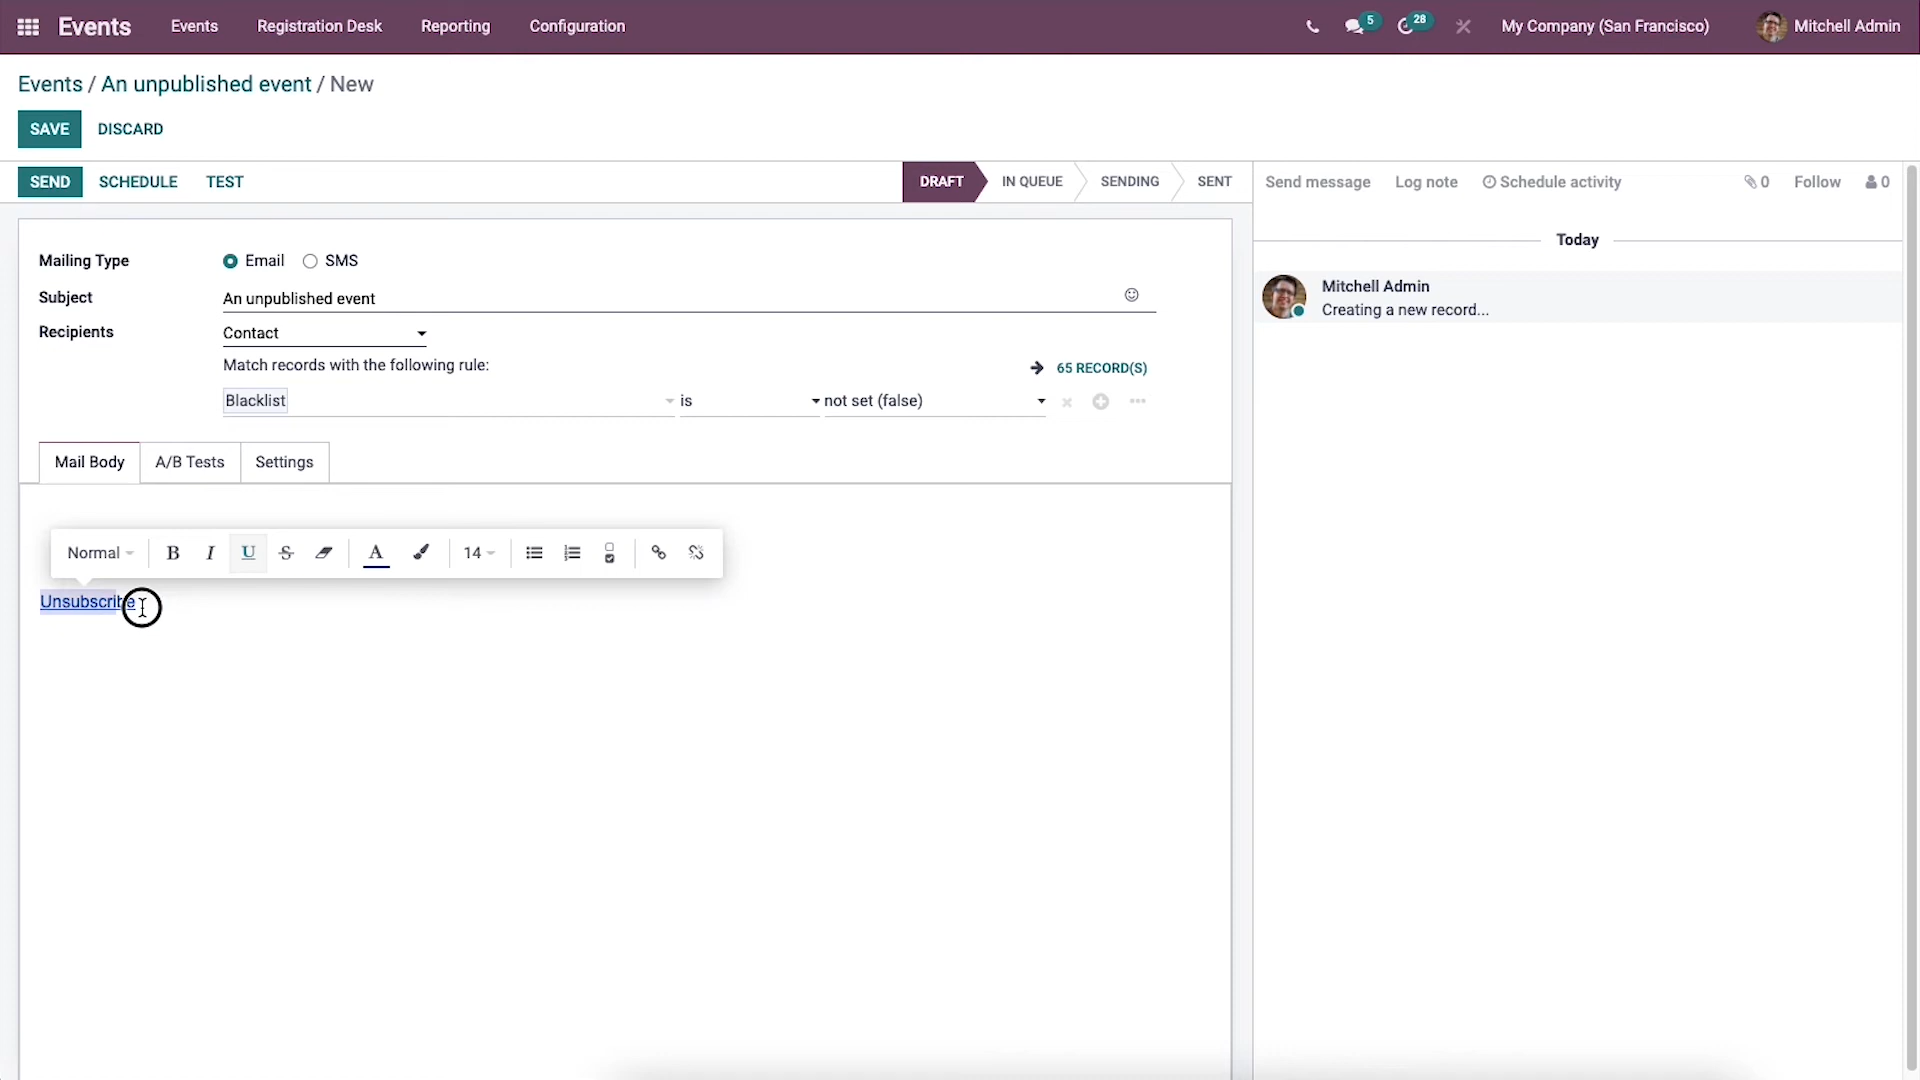 Events Events Registration Desk Reporting Configuration 5 28 My Company (San Francisco) Mitchell Admin
Events / An unpublished event / New
SAVE DISCARD
SEND SCHEDULE TEST DRAFT IN QUEUE SENDING SENT Send message Log note Schedule activity 0 Follow 0
Today
Mailing Type Email SMS
Mitchell Admin
Creating a new record...
Subject An unpublished event
Recipients Contact
Match records with the following rule: 65 RECORD(S)
Blacklist is not set (false)
Mail Body A/B Tests Settings
Normal B I U S A 14
Unsubscribe